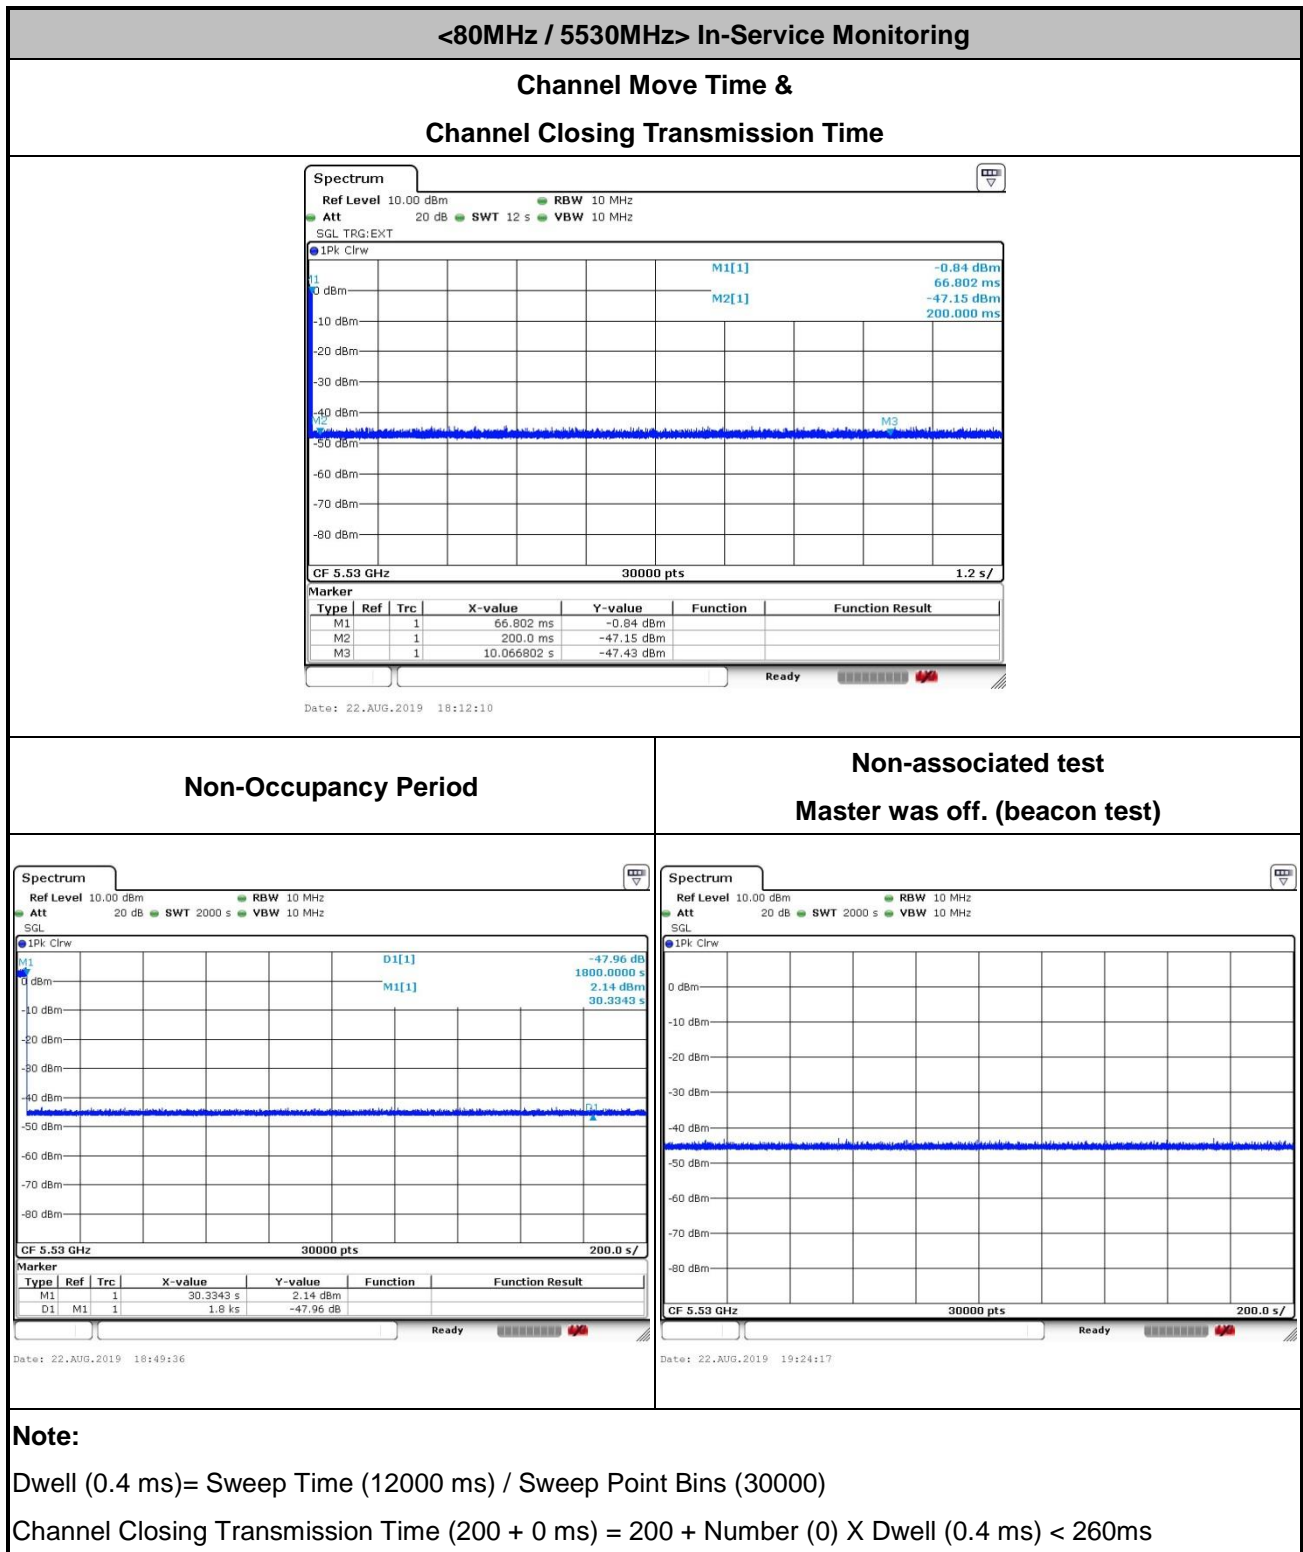 <80MHz / 5530MHz> In-Service Monitoring
Channel Move Time &
Channel Closing Transmission Time
Spectrum
Ref Level 10.00 dBm RBW 10 MHz
Att 20 dB SWT 12 s VBW 10 MHz
SGL TRG:EXT
1Pk Clrw
M1[1] -0.84 dBm
66.802 ms
M2[1] -47.15 dBm
200.000 ms
M1
0 dBm
-10 dBm
-20 dBm
-30 dBm
-40 dBm
M2 M3
-50 dBm
-60 dBm
-70 dBm
-80 dBm
CF 5.53 GHz 30000 pts 1.2 s/
Marker
Type Ref Trc X-value Y-value Function Function Result
M1 1 66.802 ms -0.84 dBm
M2 1 200.0 ms -47.15 dBm
M3 1 10.066802 s -47.43 dBm
Ready
Date: 22.AUG.2019 18:12:10
Non-Occupancy Period
Non-associated test
Master was off. (beacon test)
Spectrum
Ref Level 10.00 dBm RBW 10 MHz
Att 20 dB SWT 2000 s VBW 10 MHz
SGL
1Pk Clrw
D1[1] -47.96 dB
1800.0000 s
M1[1] 2.14 dBm
30.3343 s
M1
0 dBm
-10 dBm
-20 dBm
-30 dBm
-40 dBm
D1
-50 dBm
-60 dBm
-70 dBm
-80 dBm
CF 5.53 GHz 30000 pts 200.0 s/
Marker
Type Ref Trc X-value Y-value Function Function Result
M1 1 30.3343 s 2.14 dBm
D1 M1 1 1.8 ks -47.96 dB
Ready
Date: 22.AUG.2019 18:49:36
Spectrum
Ref Level 10.00 dBm RBW 10 MHz
Att 20 dB SWT 2000 s VBW 10 MHz
SGL
1Pk Clrw
0 dBm
-10 dBm
-20 dBm
-30 dBm
-40 dBm
-50 dBm
-60 dBm
-70 dBm
-80 dBm
CF 5.53 GHz 30000 pts 200.0 s/
Ready
Date: 22.AUG.2019 19:24:17
Note:
Dwell (0.4 ms)= Sweep Time (12000 ms) / Sweep Point Bins (30000)
Channel Closing Transmission Time (200 + 0 ms) = 200 + Number (0) X Dwell (0.4 ms) < 260ms